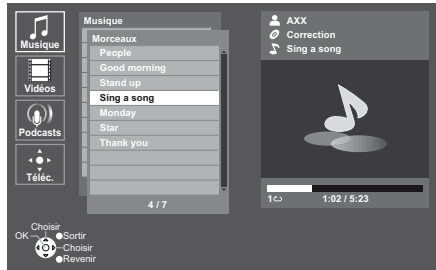 Musique
Vidéos
Podcasts
Téléc.
Musique
Morceaux
People
Good morning
Stand up
Sing a song
Monday
Star
Thank you
4 / 7
AXX
Correction
Sing a song
1
1:02 / 5:23
Choisir
OK
Sortir
Choisir
Revenir